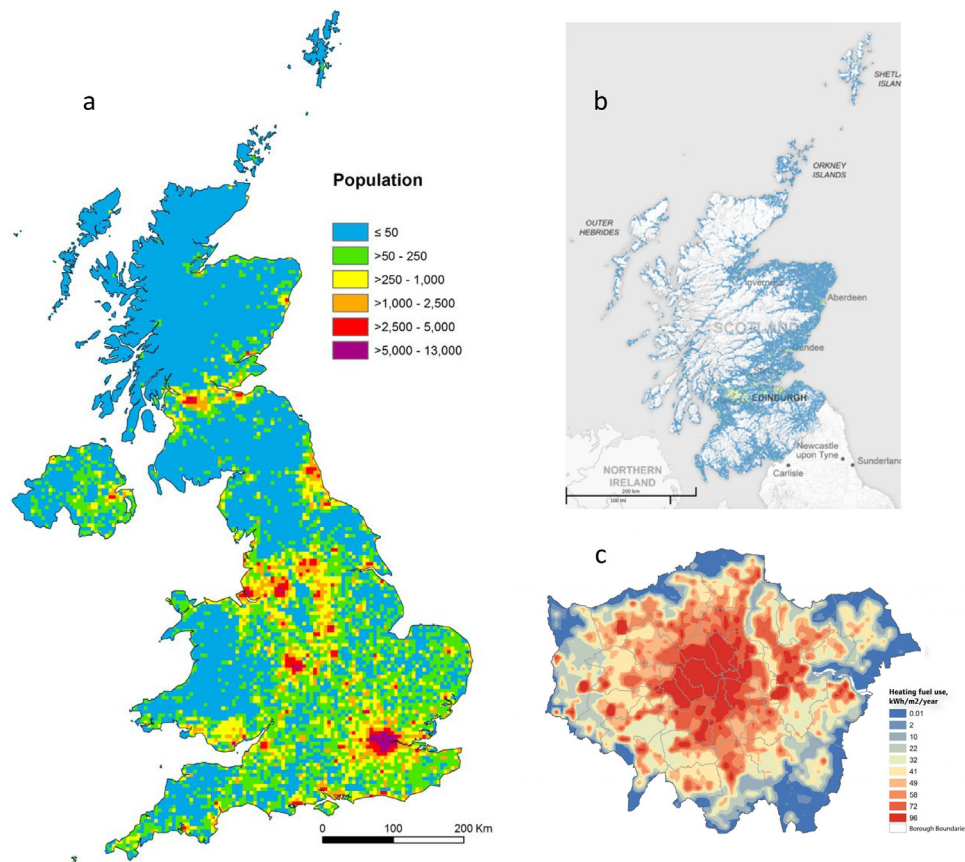 a
Population
≤ 50
>50 - 250
>250 - 1,000
>1,000 - 2,500
>2,500 - 5,000
>5,000 - 13,000
0 100 200 Km
b
SHETL
ISLAN
ORKNEY
ISLANDS
OUTER
HEBRIDES
Inverness
Aberdeen
SCOTLAND
Dundee
EDINBURGH
Newcastle
upon Tyne
Sunderland
Carlisle
NORTHERN
IRELAND
200 km
100 mi
c
Heating fuel use,
kWh/m2/year
0.01
2
10
22
32
41
49
58
72
96
Borough Boundarie